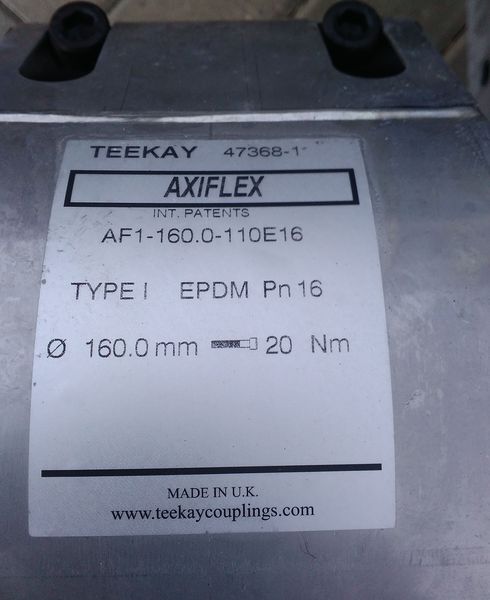 TEEKAY 47368-1
AXIFLEX
INT. PATENTS
AF1-160.0-110E16
TYPE I EPDM Pn 16
Ø 160.0 mm 20 Nm
MADE IN U.K.
www.teekaycouplings.com